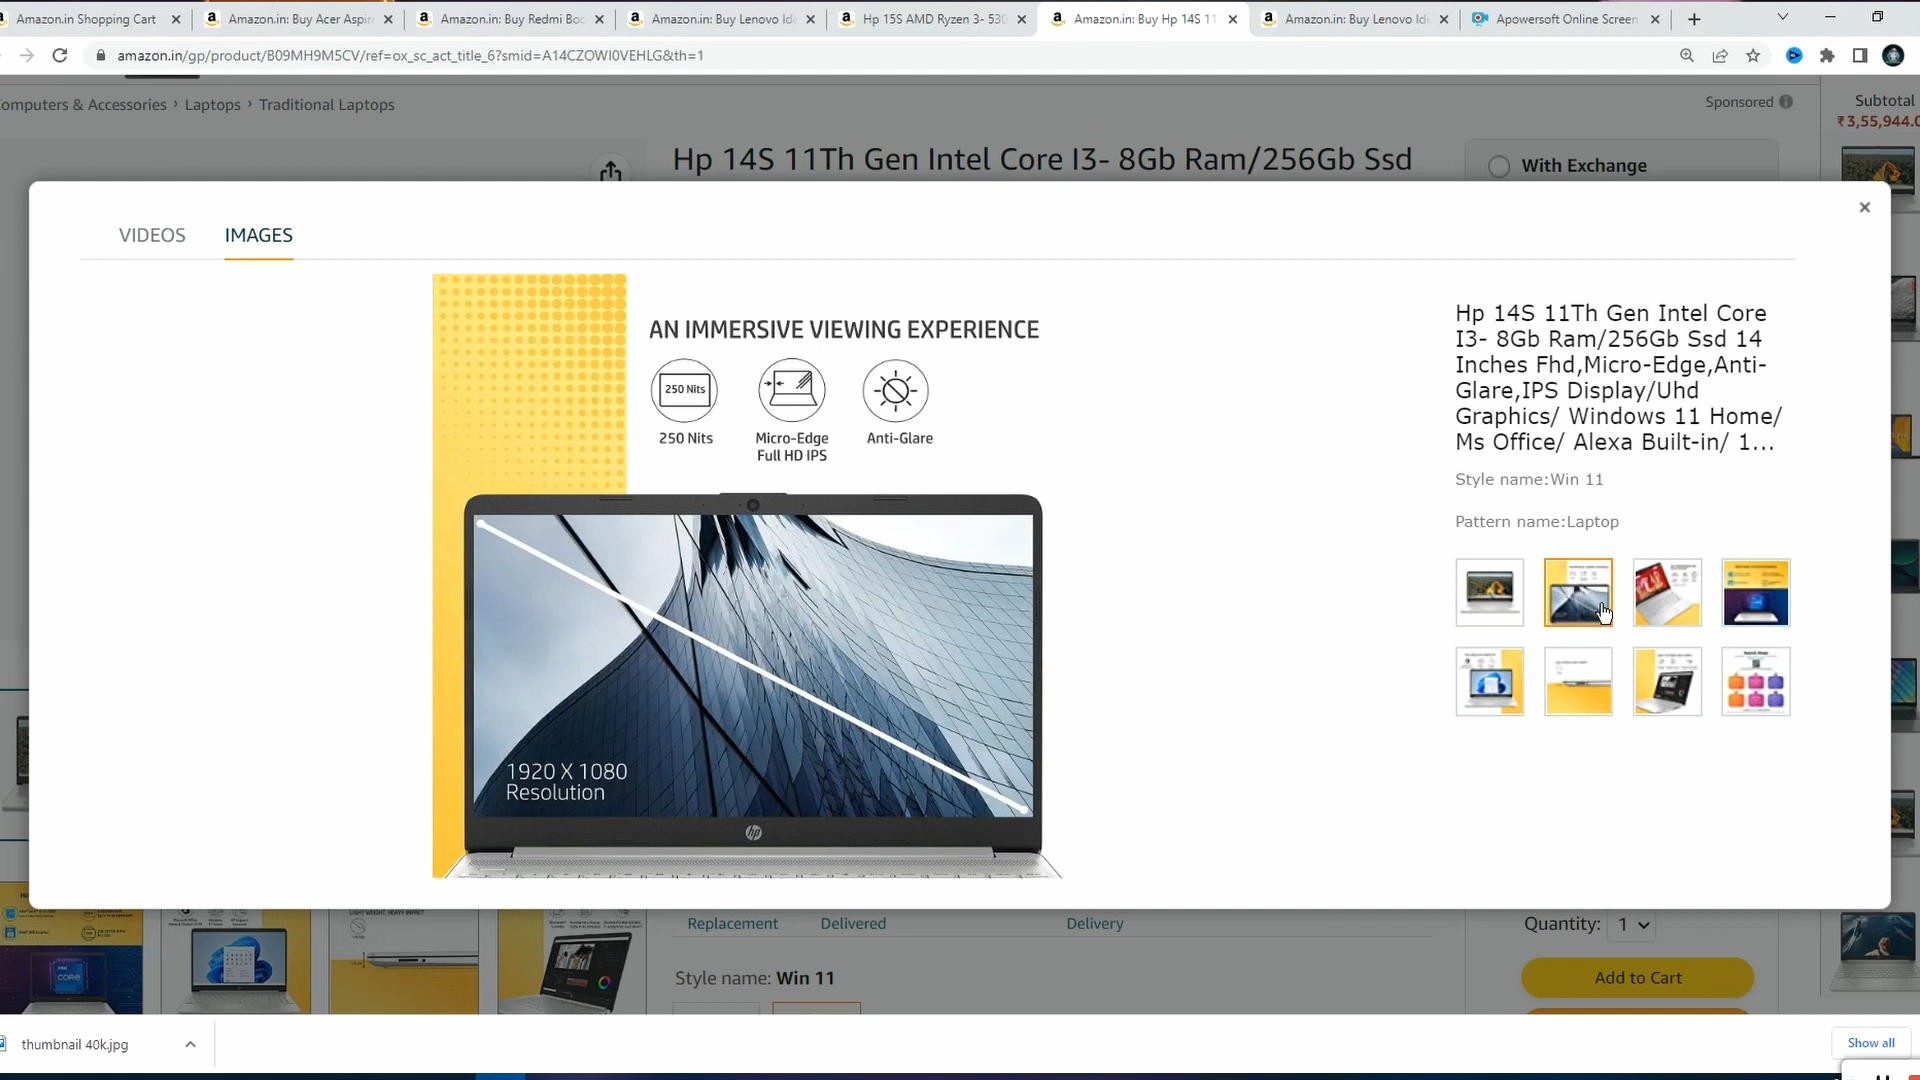 Amazon.in Shopping Cart
Amazon.in: Buy Acer Aspire
Amazon.in: Buy Redmi Boo
Amazon.in: Buy Lenovo Ide
Hp 15S AMD Ryzen 3- 530
Amazon.in: Buy Hp 14S 11
Amazon.in: Buy Lenovo Ide
Apowersoft Online Screen
amazon.in/gp/product/B09MH9M5CV/ref=ox_sc_act_title_6?smid=A14CZOWI0VEHLG&th=1
omputers & Accessories › Laptops › Traditional Laptops
Sponsored
Subtotal
₹3,55,944.0
Hp 14S 11Th Gen Intel Core I3- 8Gb Ram/256Gb Ssd
With Exchange
VIDEOS
IMAGES
AN IMMERSIVE VIEWING EXPERIENCE
250 Nits
250 Nits
Micro-Edge
Full HD IPS
Anti-Glare
1920 X 1080
Resolution
hp
Hp 14S 11Th Gen Intel Core
I3- 8Gb Ram/256Gb Ssd 14
Inches Fhd,Micro-Edge,Anti-
Glare,IPS Display/Uhd
Graphics/ Windows 11 Home/
Ms Office/ Alexa Built-in/ 1...
Style name:Win 11
Pattern name:Laptop
LIGHT WEIGHT, HEAVY IMPACT
CORE
Replacement
Delivered
Delivery
Style name: Win 11
Quantity: 1
Add to Cart
thumbnail 40k.jpg
Show all